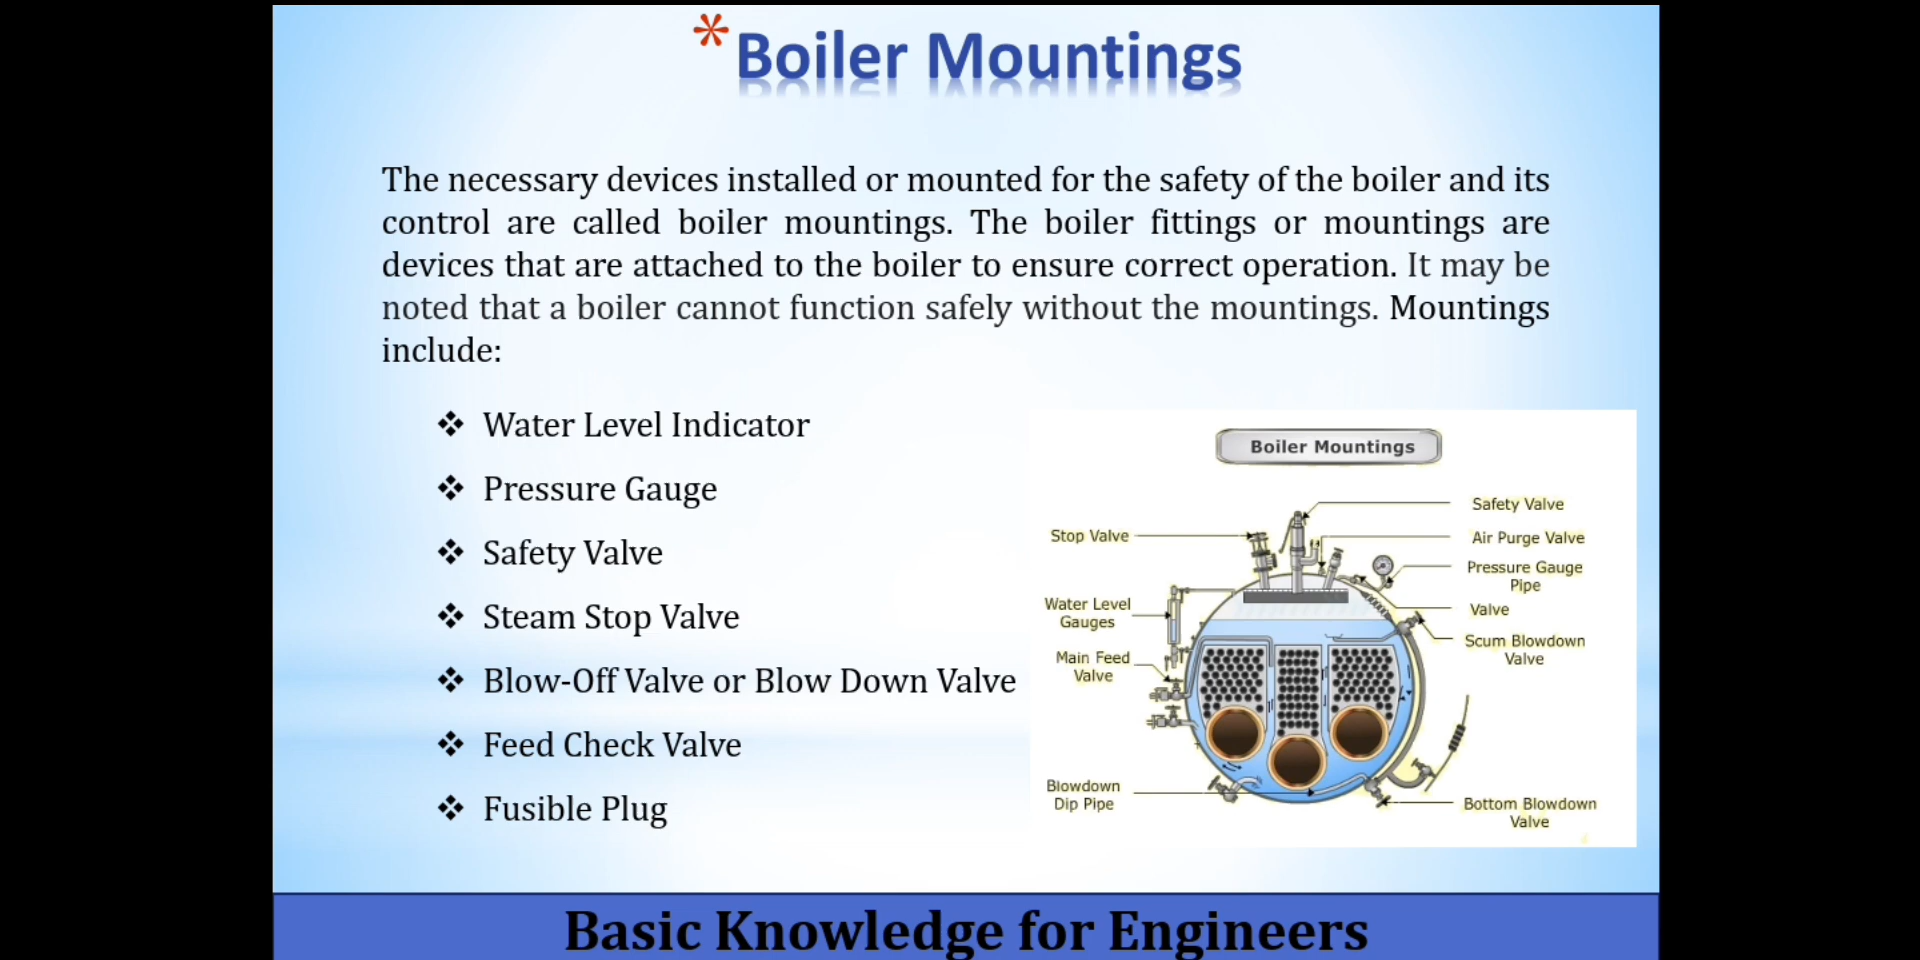 *Boiler Mountings
The necessary devices installed or mounted for the safety of the boiler and its
control are called boiler mountings. The boiler fittings or mountings are
devices that are attached to the boiler to ensure correct operation. It may be
noted that a boiler cannot function safely without the mountings. Mountings
include:
❖ Water Level Indicator
❖ Pressure Gauge
❖ Safety Valve
❖ Steam Stop Valve
❖ Blow-Off Valve or Blow Down Valve
❖ Feed Check Valve
❖ Fusible Plug
Boiler Mountings
Stop Valve
Water Level
Gauges
Main Feed
Valve
Blowdown
Dip Pipe
Safety Valve
Air Purge Valve
Pressure Gauge
Pipe
Valve
Scum Blowdown
Valve
Bottom Blowdown
Valve
Basic Knowledge for Engineers